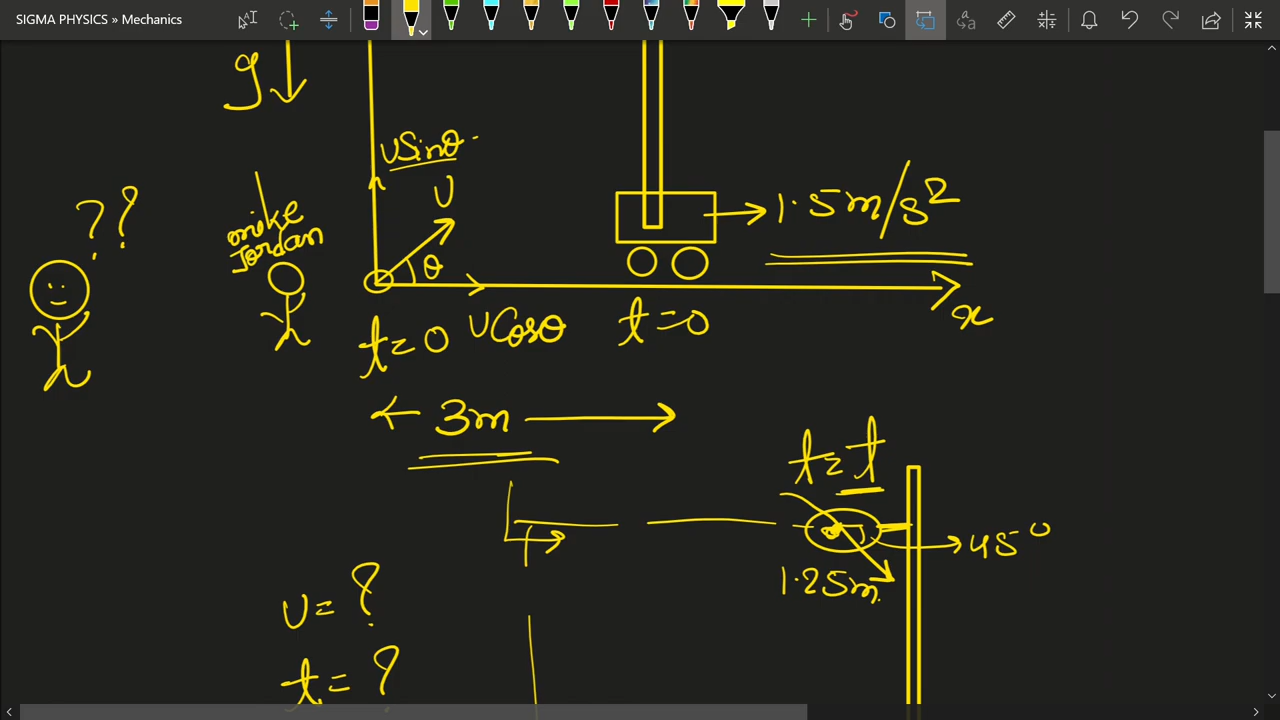 SIGMA PHYSICS » Mechanics
g
USinθ
U
??
mike
Jordan
θ
1.5m/s²
t=0
UCosθ
t=0
x
3m
t=t
45°
1.25m
U=?
t=?